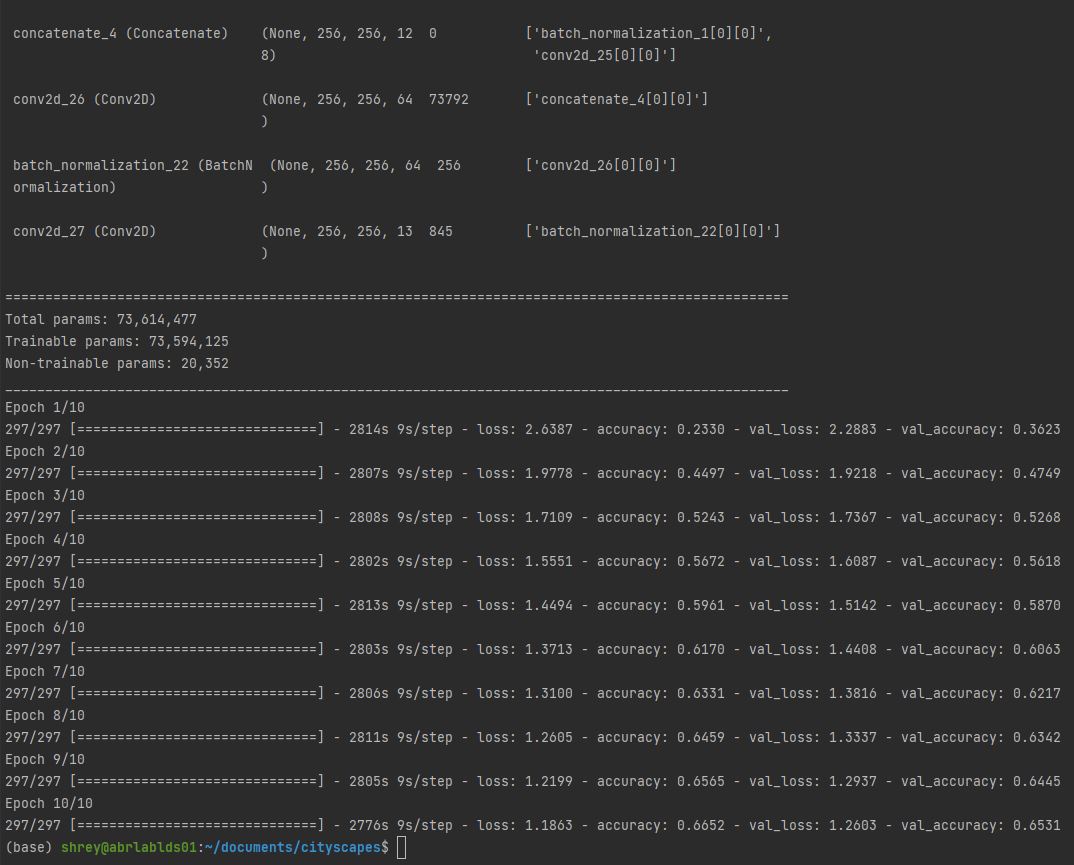 concatenate_4 (Concatenate)    (None, 256, 256, 12  0           ['batch_normalization_1[0][0]',
                                8)                                'conv2d_25[0][0]']
conv2d_26 (Conv2D)             (None, 256, 256, 64  73792       ['concatenate_4[0][0]']
                                )
batch_normalization_22 (BatchN  (None, 256, 256, 64  256        ['conv2d_26[0][0]']
ormalization)                   )
conv2d_27 (Conv2D)             (None, 256, 256, 13  845         ['batch_normalization_22[0][0]']
                                )
==================================================================================================
Total params: 73,614,477
Trainable params: 73,594,125
Non-trainable params: 20,352
__________________________________________________________________________________________________
Epoch 1/10
297/297 [==============================] - 2814s 9s/step - loss: 2.6387 - accuracy: 0.2330 - val_loss: 2.2883 - val_accuracy: 0.3623
Epoch 2/10
297/297 [==============================] - 2807s 9s/step - loss: 1.9778 - accuracy: 0.4497 - val_loss: 1.9218 - val_accuracy: 0.4749
Epoch 3/10
297/297 [==============================] - 2808s 9s/step - loss: 1.7109 - accuracy: 0.5243 - val_loss: 1.7367 - val_accuracy: 0.5268
Epoch 4/10
297/297 [==============================] - 2802s 9s/step - loss: 1.5551 - accuracy: 0.5672 - val_loss: 1.6087 - val_accuracy: 0.5618
Epoch 5/10
297/297 [==============================] - 2813s 9s/step - loss: 1.4494 - accuracy: 0.5961 - val_loss: 1.5142 - val_accuracy: 0.5870
Epoch 6/10
297/297 [==============================] - 2803s 9s/step - loss: 1.3713 - accuracy: 0.6170 - val_loss: 1.4408 - val_accuracy: 0.6063
Epoch 7/10
297/297 [==============================] - 2806s 9s/step - loss: 1.3100 - accuracy: 0.6331 - val_loss: 1.3816 - val_accuracy: 0.6217
Epoch 8/10
297/297 [==============================] - 2811s 9s/step - loss: 1.2605 - accuracy: 0.6459 - val_loss: 1.3337 - val_accuracy: 0.6342
Epoch 9/10
297/297 [==============================] - 2805s 9s/step - loss: 1.2199 - accuracy: 0.6565 - val_loss: 1.2937 - val_accuracy: 0.6445
Epoch 10/10
297/297 [==============================] - 2776s 9s/step - loss: 1.1863 - accuracy: 0.6652 - val_loss: 1.2603 - val_accuracy: 0.6531
(base) shrey@abrlablds01:~/documents/cityscapes$